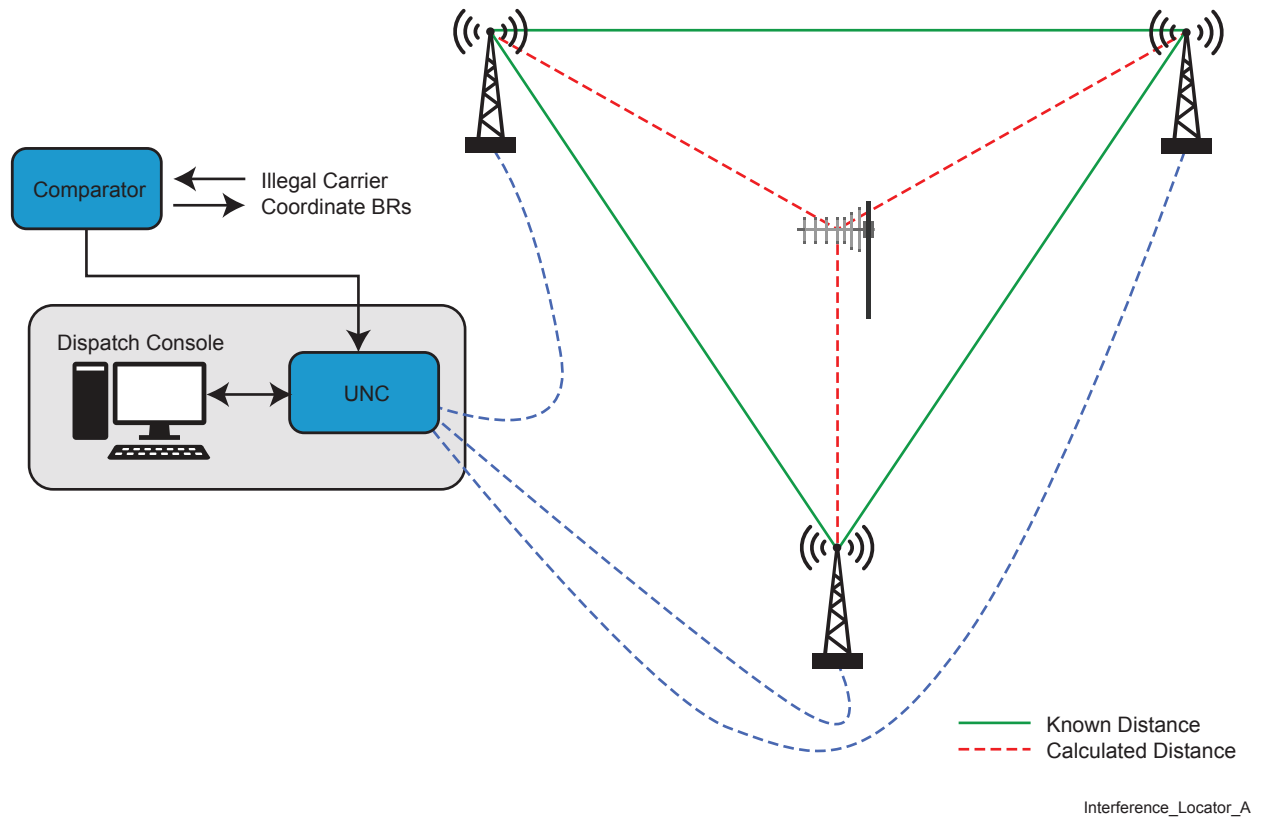 Comparator
Illegal Carrier
Coordinate BRs
Dispatch Console
UNC
Known Distance
Calculated Distance
Interference_Locator_A